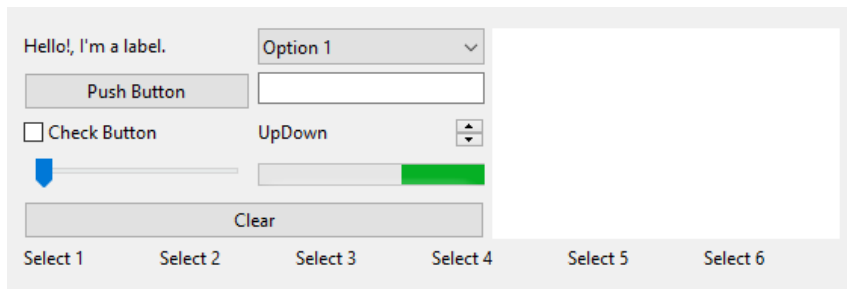 Hello!, I'm a label.
Option 1
Push Button
Check Button
UpDown
Clear
Select 1
Select 2
Select 3
Select 4
Select 5
Select 6